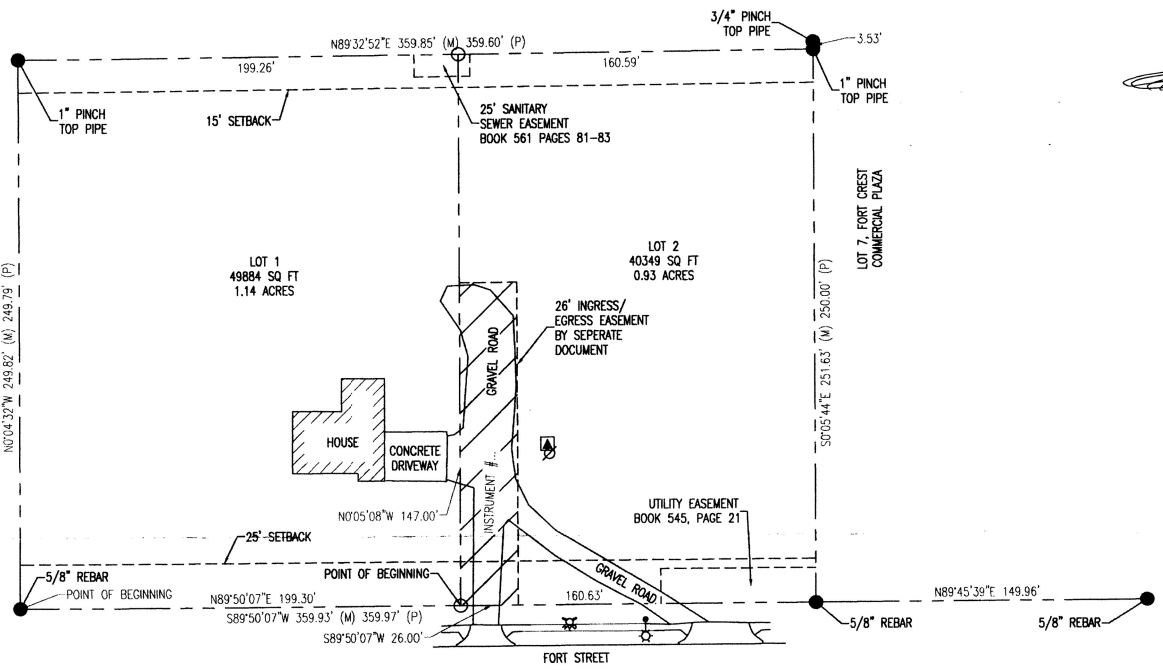 3/4" PINCH
TOP PIPE
3.53'
N89°32'52"E 359.85' (M) 359.60' (P)
199.26'
160.59'
1" PINCH
TOP PIPE
1" PINCH
TOP PIPE
15' SETBACK
25' SANITARY
SEWER EASEMENT
BOOK 561 PAGES 81-83
LOT 7, FORT CREST
COMMERCIAL PLAZA
LOT 1
49884 SQ FT
1.14 ACRES
LOT 2
40349 SQ FT
0.93 ACRES
N0°04'32"W 249.82' (M) 249.79' (P)
S0°05'44"E 251.63' (M) 250.00' (P)
26' INGRESS/
EGRESS EASEMENT
BY SEPERATE
DOCUMENT
GRAVEL ROAD
HOUSE
CONCRETE
DRIVEWAY
INSTRUMENT #...
N0°05'08"W 147.00'
UTILITY EASEMENT
BOOK 545, PAGE 21
25' SETBACK
5/8" REBAR
POINT OF BEGINNING
POINT OF BEGINNING
GRAVEL ROAD
N89°50'07"E 199.30'
160.63'
N89°45'39"E 149.96'
S89°50'07"W 359.93' (M) 359.97' (P)
S89°50'07"W 26.00'
5/8" REBAR
5/8" REBAR
FORT STREET